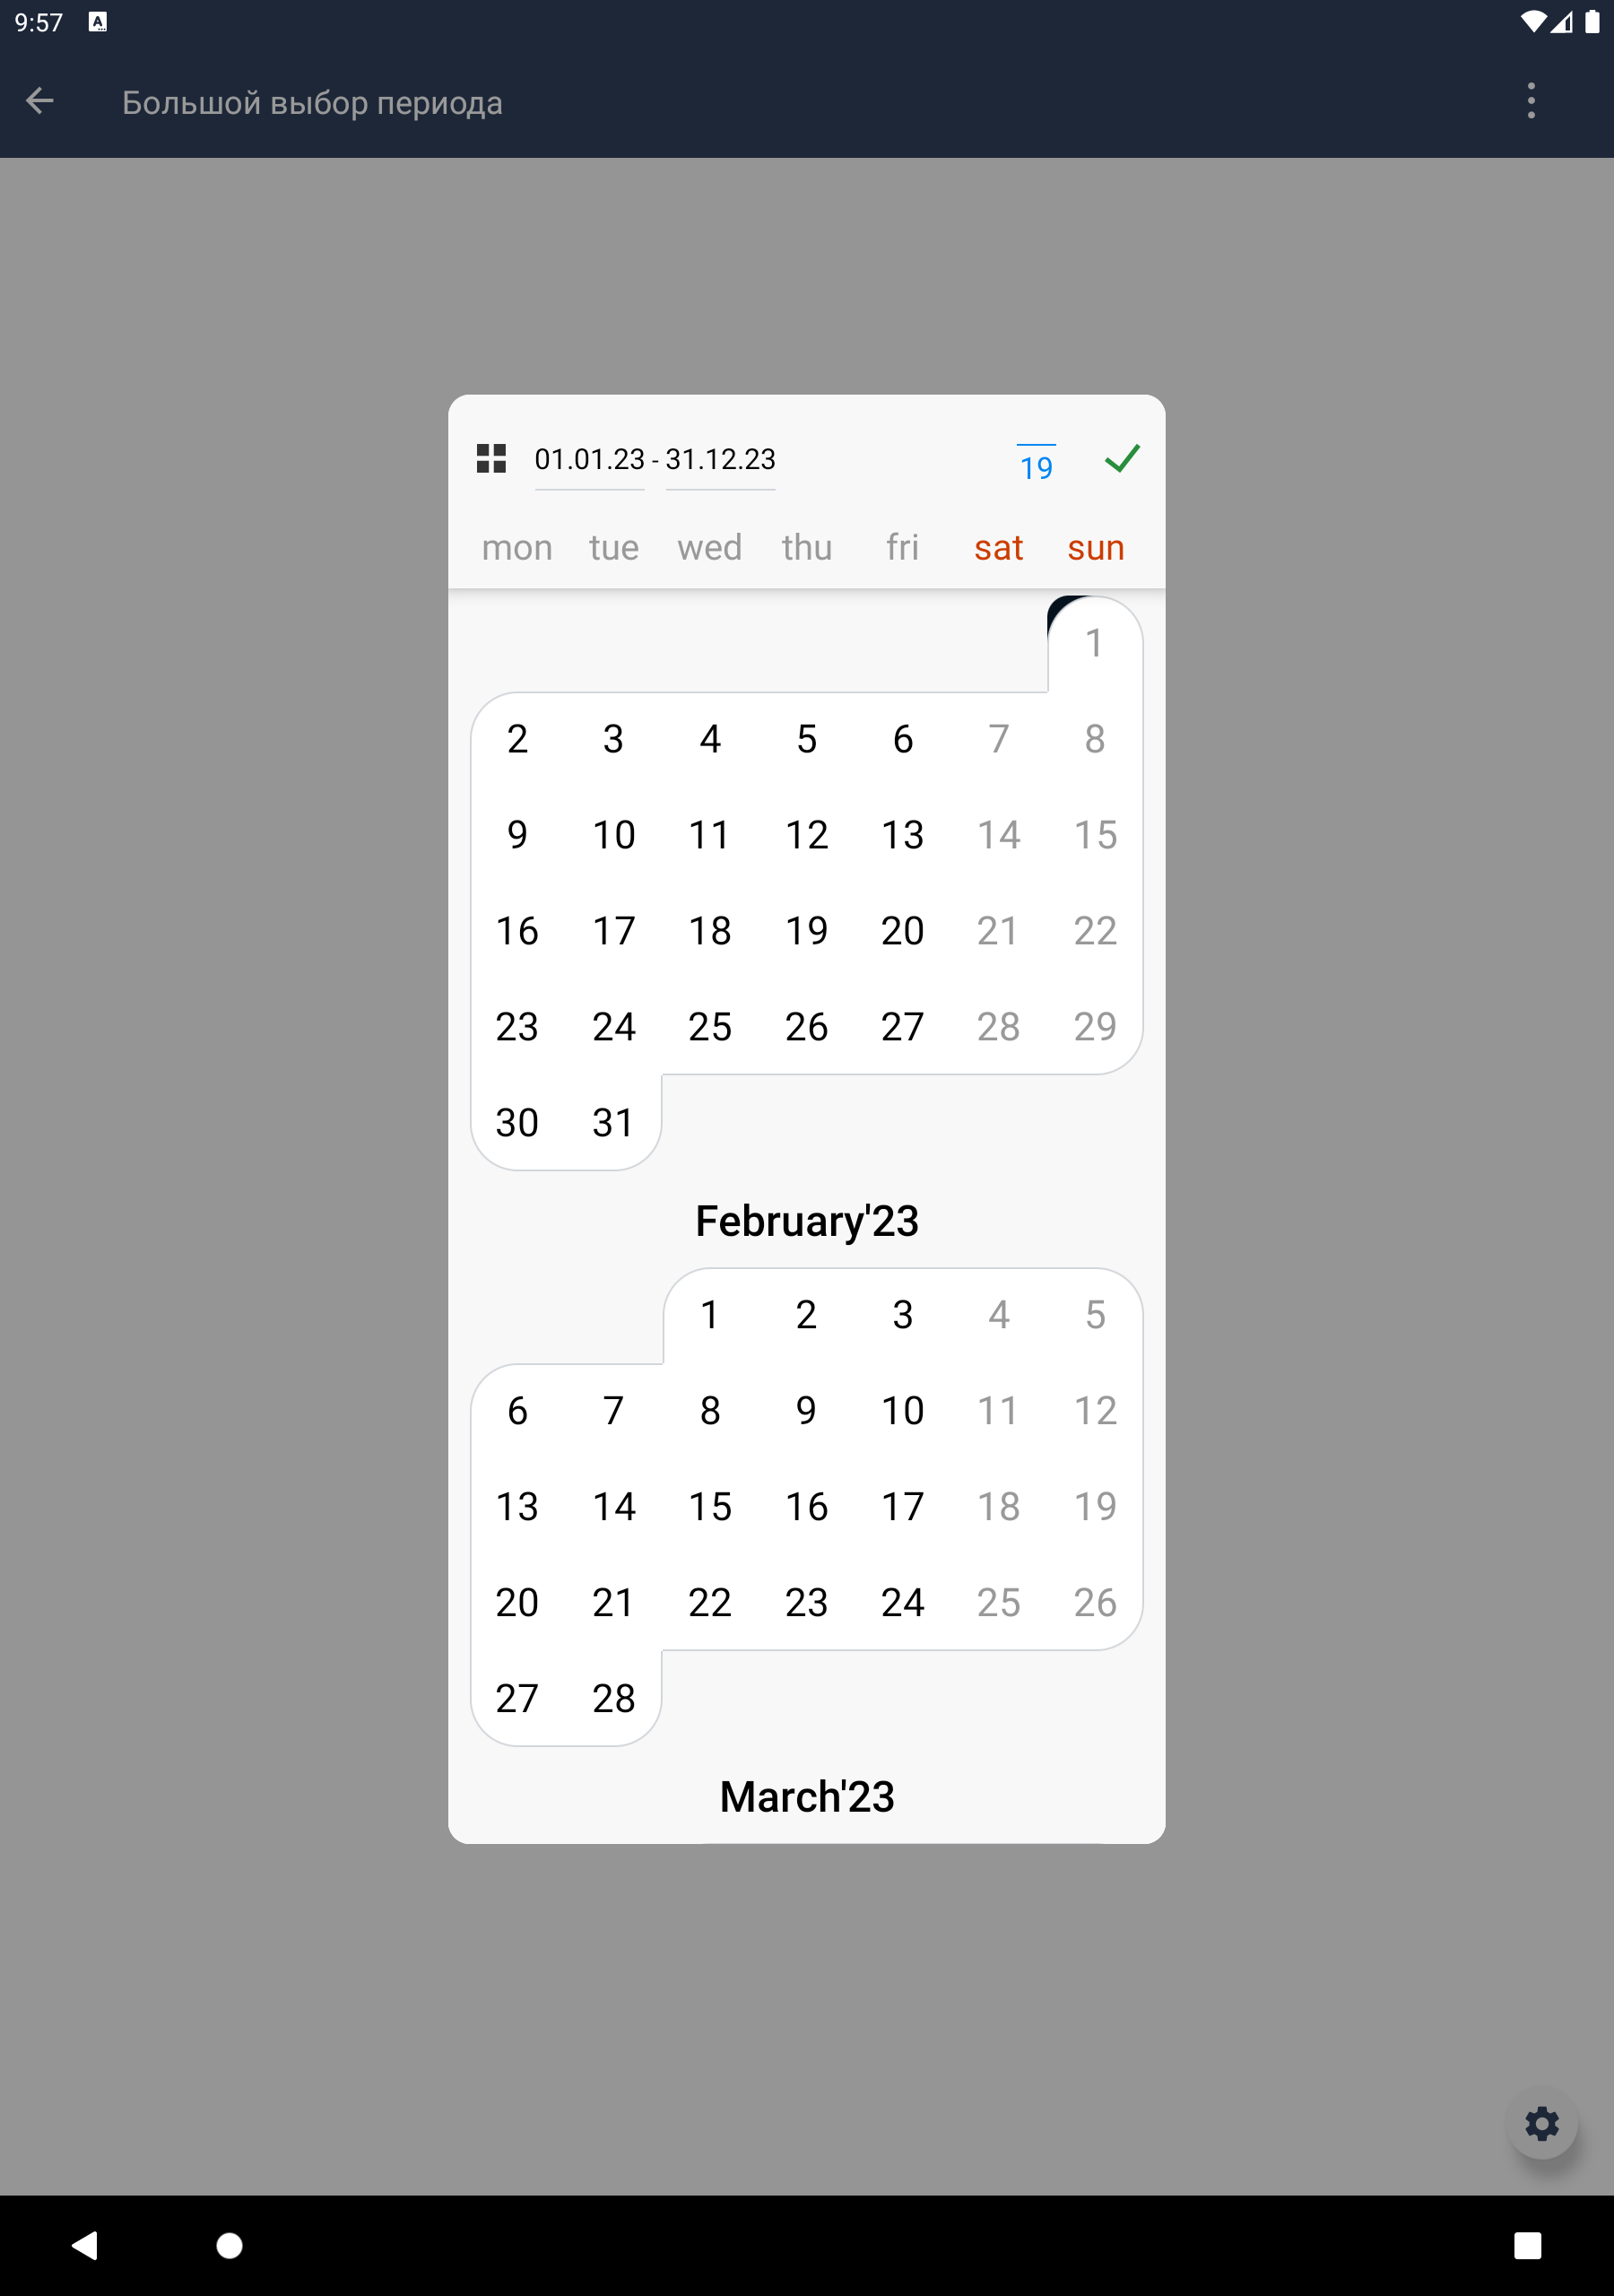 9:57
Большой выбор периода
01.01.23 - 31.12.23 19
mon tue wed thu fri sat sun
1
2 3 4 5 6 7 8
9 10 11 12 13 14 15
16 17 18 19 20 21 22
23 24 25 26 27 28 29
30 31
February'23
1 2 3 4 5
6 7 8 9 10 11 12
13 14 15 16 17 18 19
20 21 22 23 24 25 26
27 28
March'23